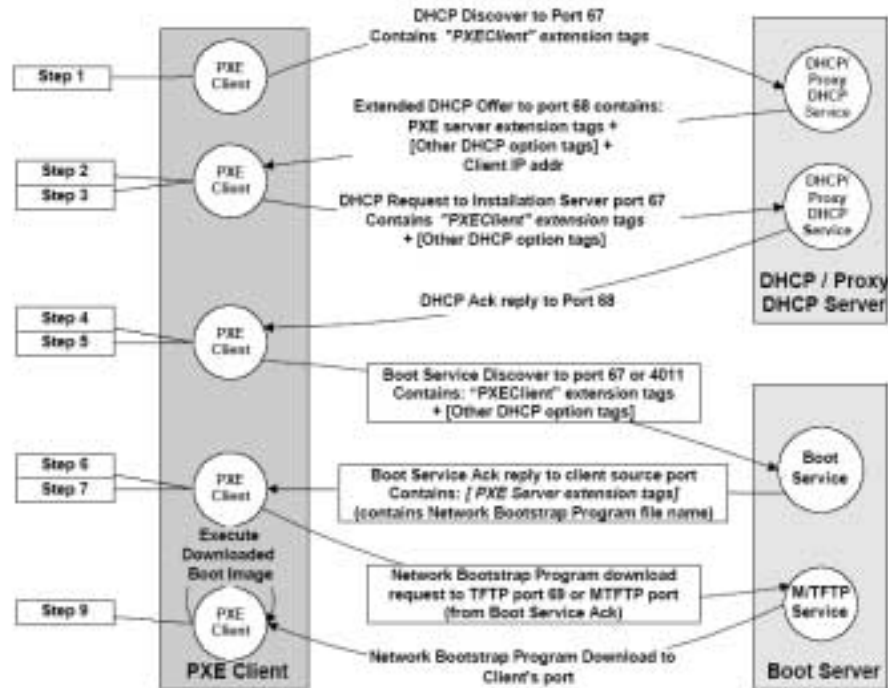 DHCP Discover to Port 67
Contains "PXEClient" extension tags
Step 1
PXE
Client
DHCP/
Proxy
DHCP
Service
Extended DHCP Offer to port 68 contains:
PXE server extension tags +
[Other DHCP option tags] +
Client IP addr
Step 2
Step 3
PXE
Client
DHCP Request to Installation Server port 67
Contains "PXEClient" extension tags
+ [Other DHCP option tags]
DHCP/
Proxy
DHCP
Service
DHCP / Proxy
DHCP Server
DHCP Ack reply to Port 68
Step 4
Step 5
PXE
Client
Boot Service Discover to port 67 or 4011
Contains: "PXEClient" extension tags
+ [Other DHCP option tags]
Step 6
Step 7
PXE
Client
Boot Service Ack reply to client source port
Contains: [ PXE Server extension tags]
(contains Network Bootstrap Program file name)
Boot
Service
Execute
Downloaded
Boot Image
Network Bootstrap Program download
request to TFTP port 69 or MTFTP port
(from Boot Service Ack)
M/TFTP
Service
Step 9
PXE
Client
Network Bootstrap Program Download to
Client's port
PXE Client
Boot Server